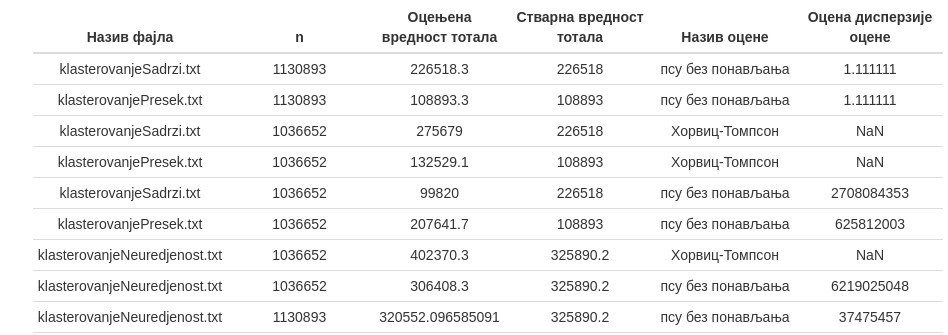 Назив фајла n Оцењена вредност тотала Стварна вредност тотала Назив оцене Оцена дисперзије оцене
klasterovanjeSadrzi.txt 1130893 226518.3 226518 псу без понављања 1.111111
klasterovanjePresek.txt 1130893 108893.3 108893 псу без понављања 1.111111
klasterovanjeSadrzi.txt 1036652 275679 226518 Хорвиц-Томпсон NaN
klasterovanjePresek.txt 1036652 132529.1 108893 Хорвиц-Томпсон NaN
klasterovanjeSadrzi.txt 1036652 99820 226518 псу без понављања 2708084353
klasterovanjePresek.txt 1036652 207641.7 108893 псу без понављања 625812003
klasterovanjeNeuredjenost.txt 1036652 402370.3 325890.2 Хорвиц-Томпсон NaN
klasterovanjeNeuredjenost.txt 1036652 306408.3 325890.2 псу без понављања 6219025048
klasterovanjeNeuredjenost.txt 1130893 320552.096585091 325890.2 псу без понављања 37475457